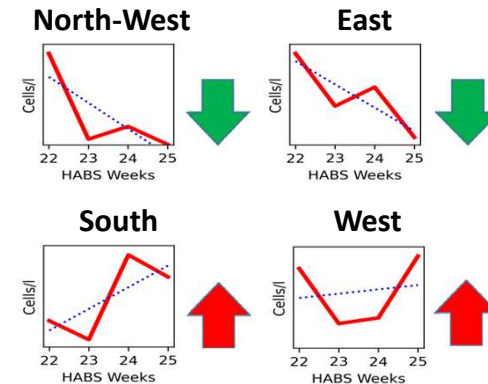 North-West
Cells/l
22 23 24 25
HABS Weeks
East
Cells/l
22 23 24 25
HABS Weeks
South
Cells/l
22 23 24 25
HABS Weeks
West
Cells/l
22 23 24 25
HABS Weeks